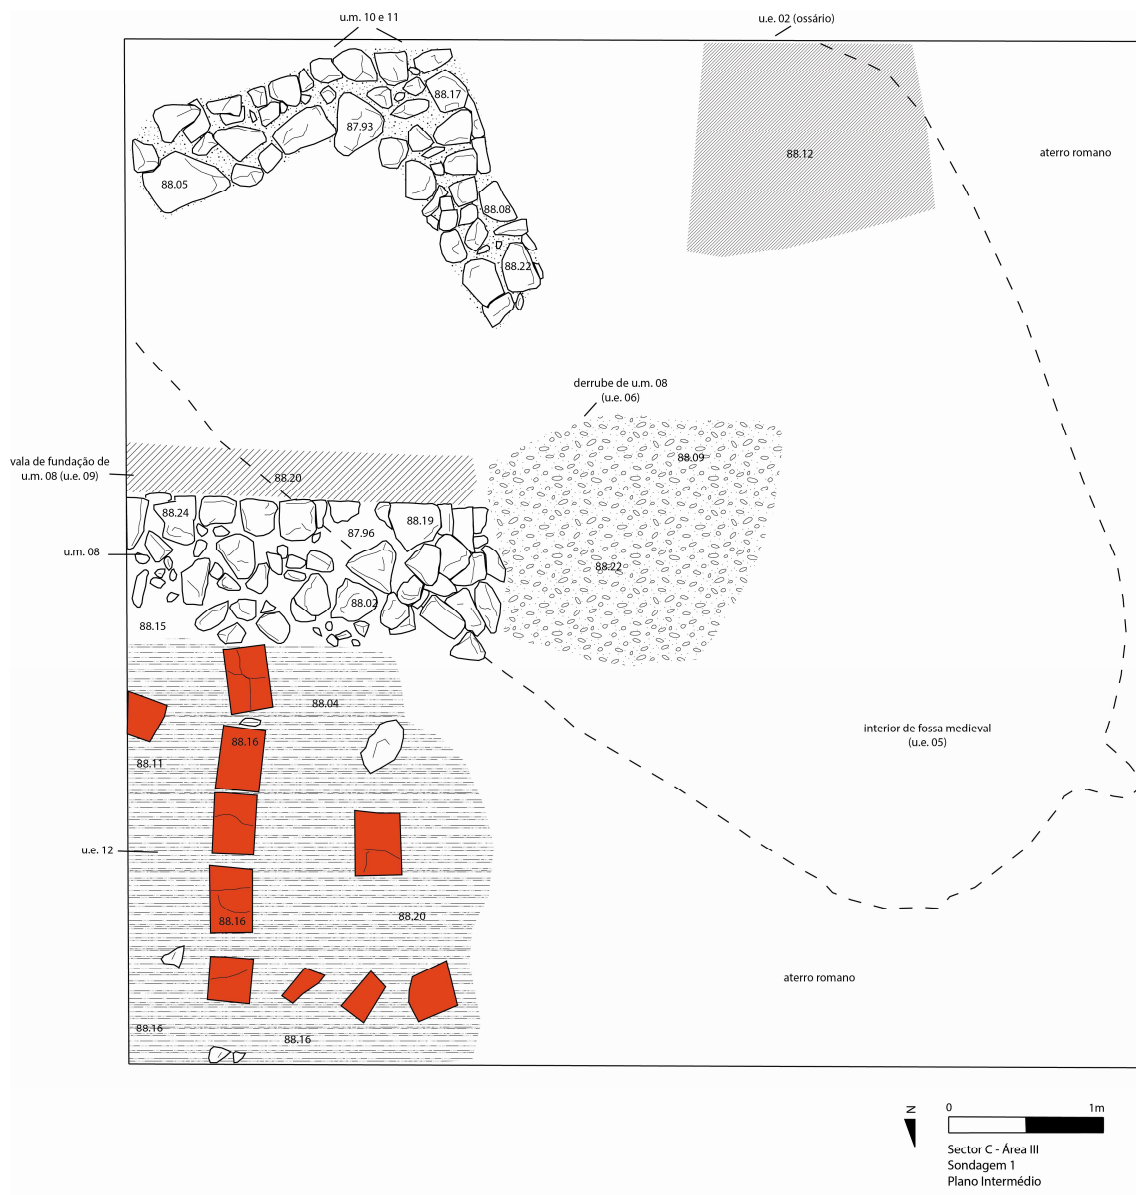 u.m. 10 e 11
u.e. 02 (ossário)
88.17
87.93
88.12
aterro romano
88.05
88.08
88.22
derrube de u.m. 08
(u.e. 06)
88.09
vala de fundação de
u.m. 08 (u.e. 09)
88.20
88.24
88.19
87.96
u.m. 08
88.22
88.02
88.15
88.04
interior de fossa medieval
(u.e. 05)
88.16
88.11
u.e. 12
88.16
88.20
aterro romano
88.16
88.16
N
0 1m
Sector C - Área III
Sondagem 1
Plano Intermédio